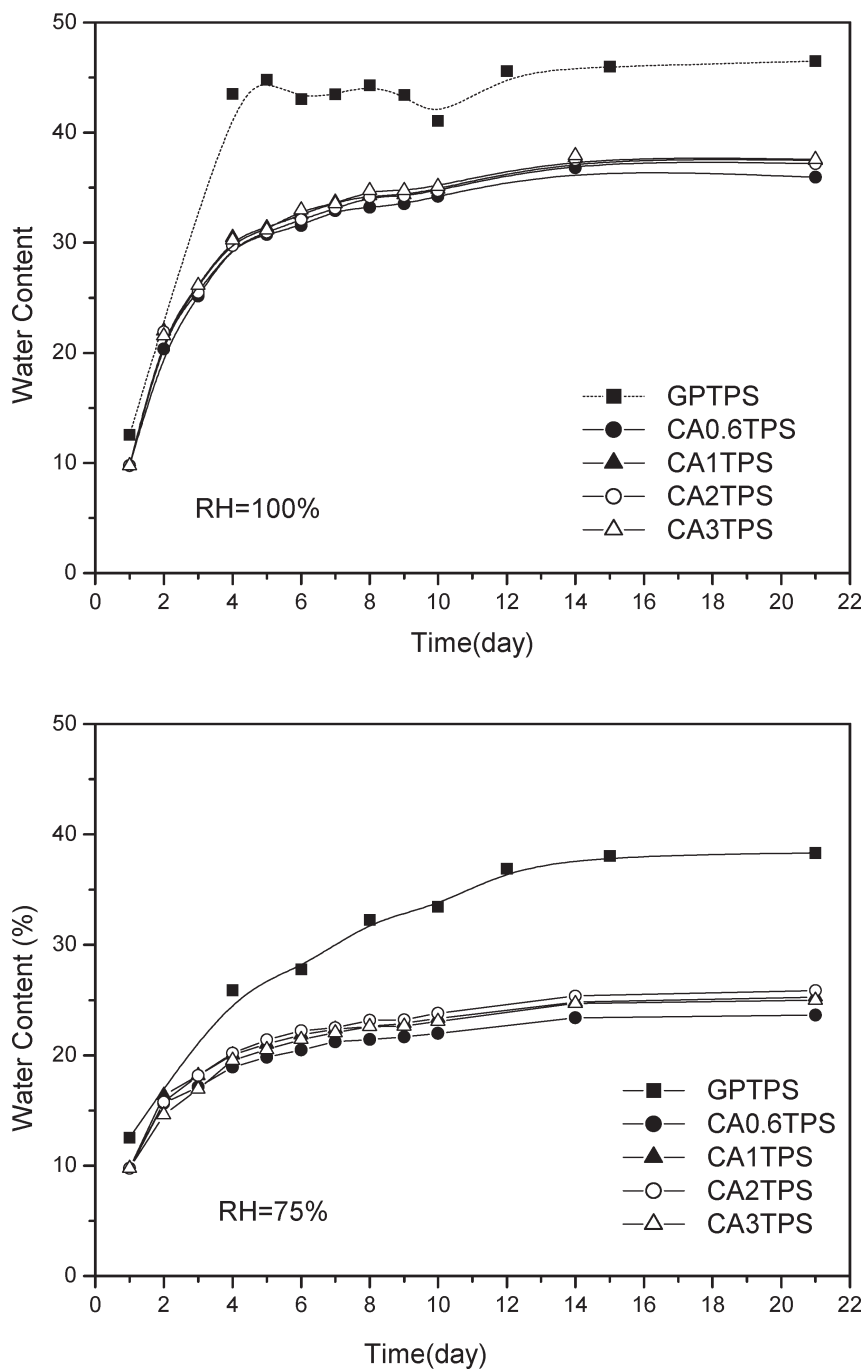 50
40
30
20
10
0
Water Content
GPTPS
CA0.6TPS
CA1TPS
CA2TPS
CA3TPS
RH=100%
0 2 4 6 8 10 12 14 16 18 20 22
Time(day)
50
40
30
20
10
0
Water Content (%)
GPTPS
CA0.6TPS
CA1TPS
CA2TPS
CA3TPS
RH=75%
0 2 4 6 8 10 12 14 16 18 20 22
Time(day)